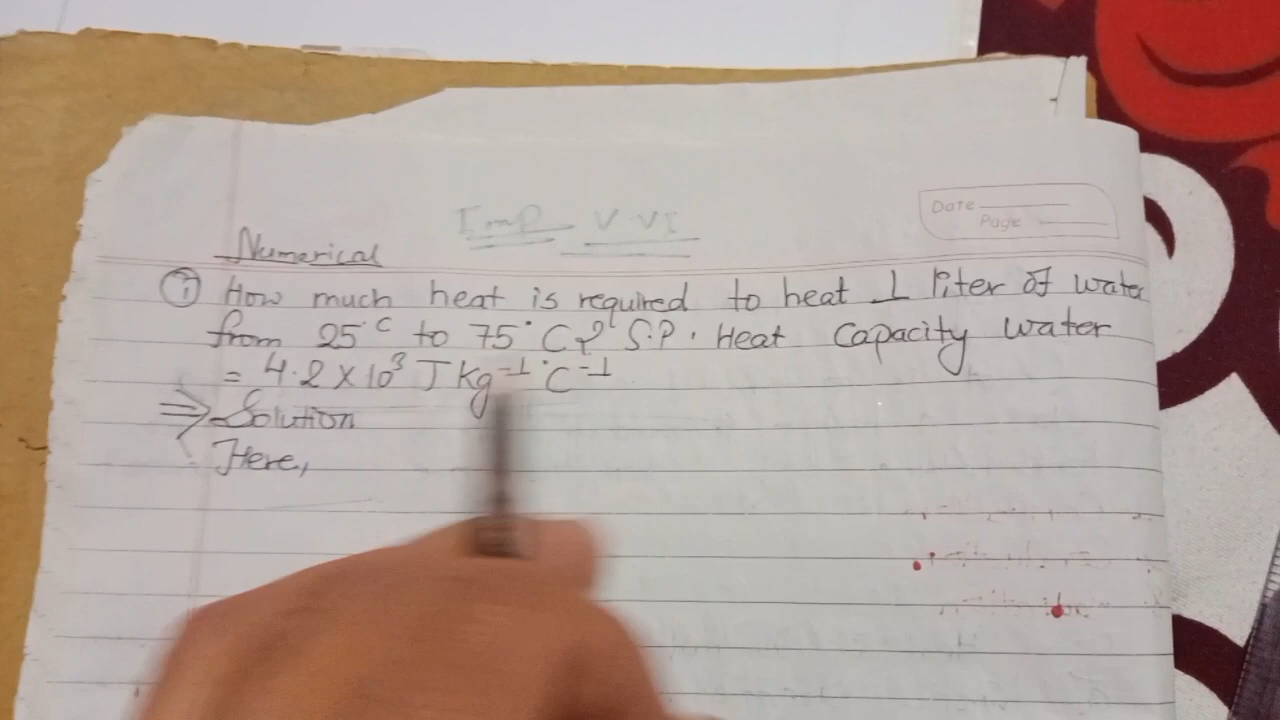 Imp V.VI
Date
Page
Numerical
① How much heat is required to heat 1 liter of water
from 25°C to 75°C? S.P. Heat Capacity water
= 4.2 X 10³ J Kg⁻¹ °C⁻¹
⇒ Solution
Here,